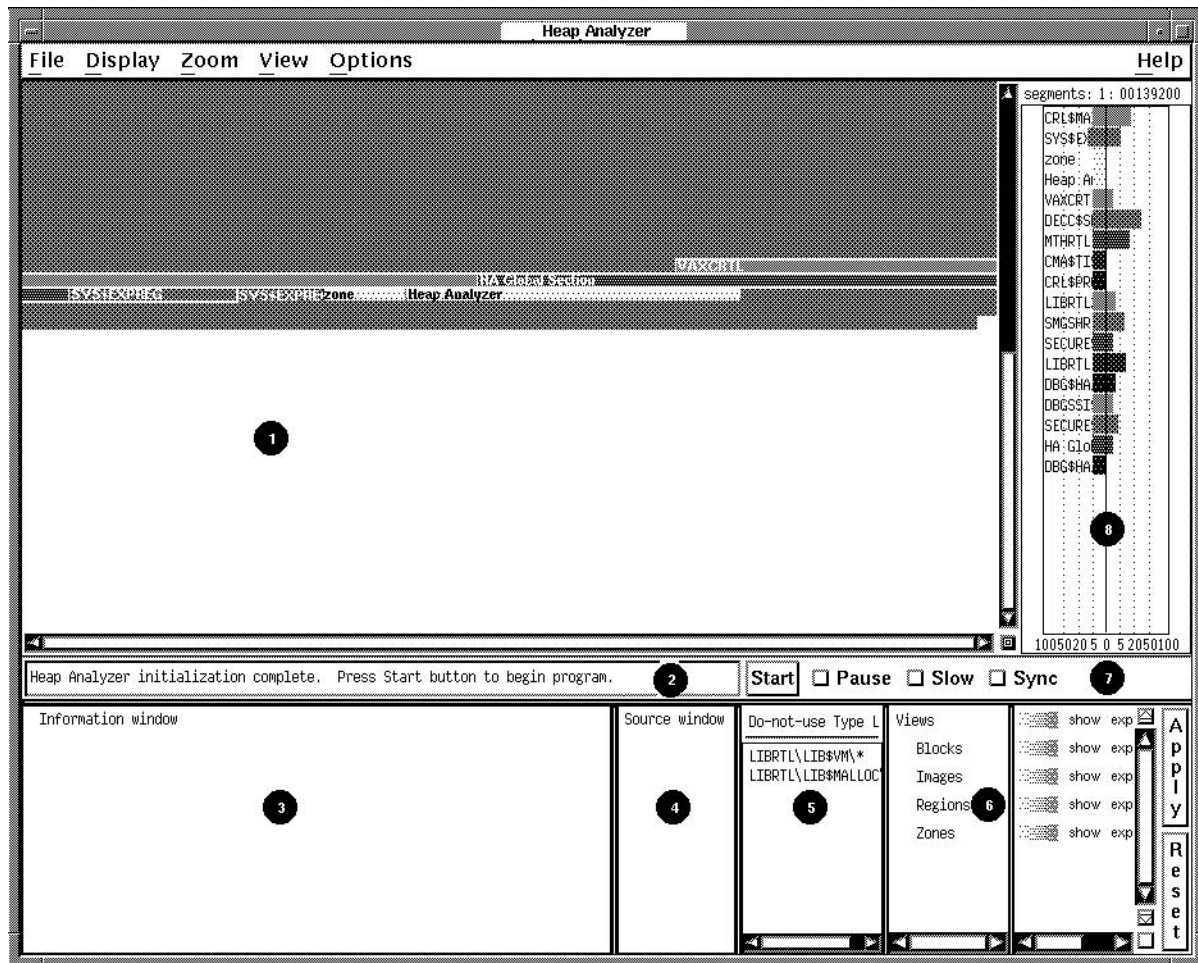 Heap Analyzer
File Display Zoom View Options Help
segments: 1: 00139200
CRL$MA
SYS$EX
zone
Heap An
VAXCRT
DECC$S
MTHRTL
CMA$TI
CRL$PR
LIBRTL
SMGSHR
SECURE
LIBRTL
DBG$HA
DBGSSI
SECURE
HA Glo
DBG$HA
VAXCRTL
HA Global Section
SYS$EXPREG
SYS$EXPRE
zone
Heap Analyzer
1
8
1005020 5 0 5 2050100
Heap Analyzer initialization complete. Press Start button to begin program.
2
Start
Pause
Slow
Sync
7
Information window
3
Source window
4
Do-not-use Type L
LIBRTL\LIB$VM\*
LIBRTL\LIB$MALLOC
5
Views
Blocks
Images
Regions
Zones
6
show exp
show exp
show exp
show exp
show exp
Apply
Reset